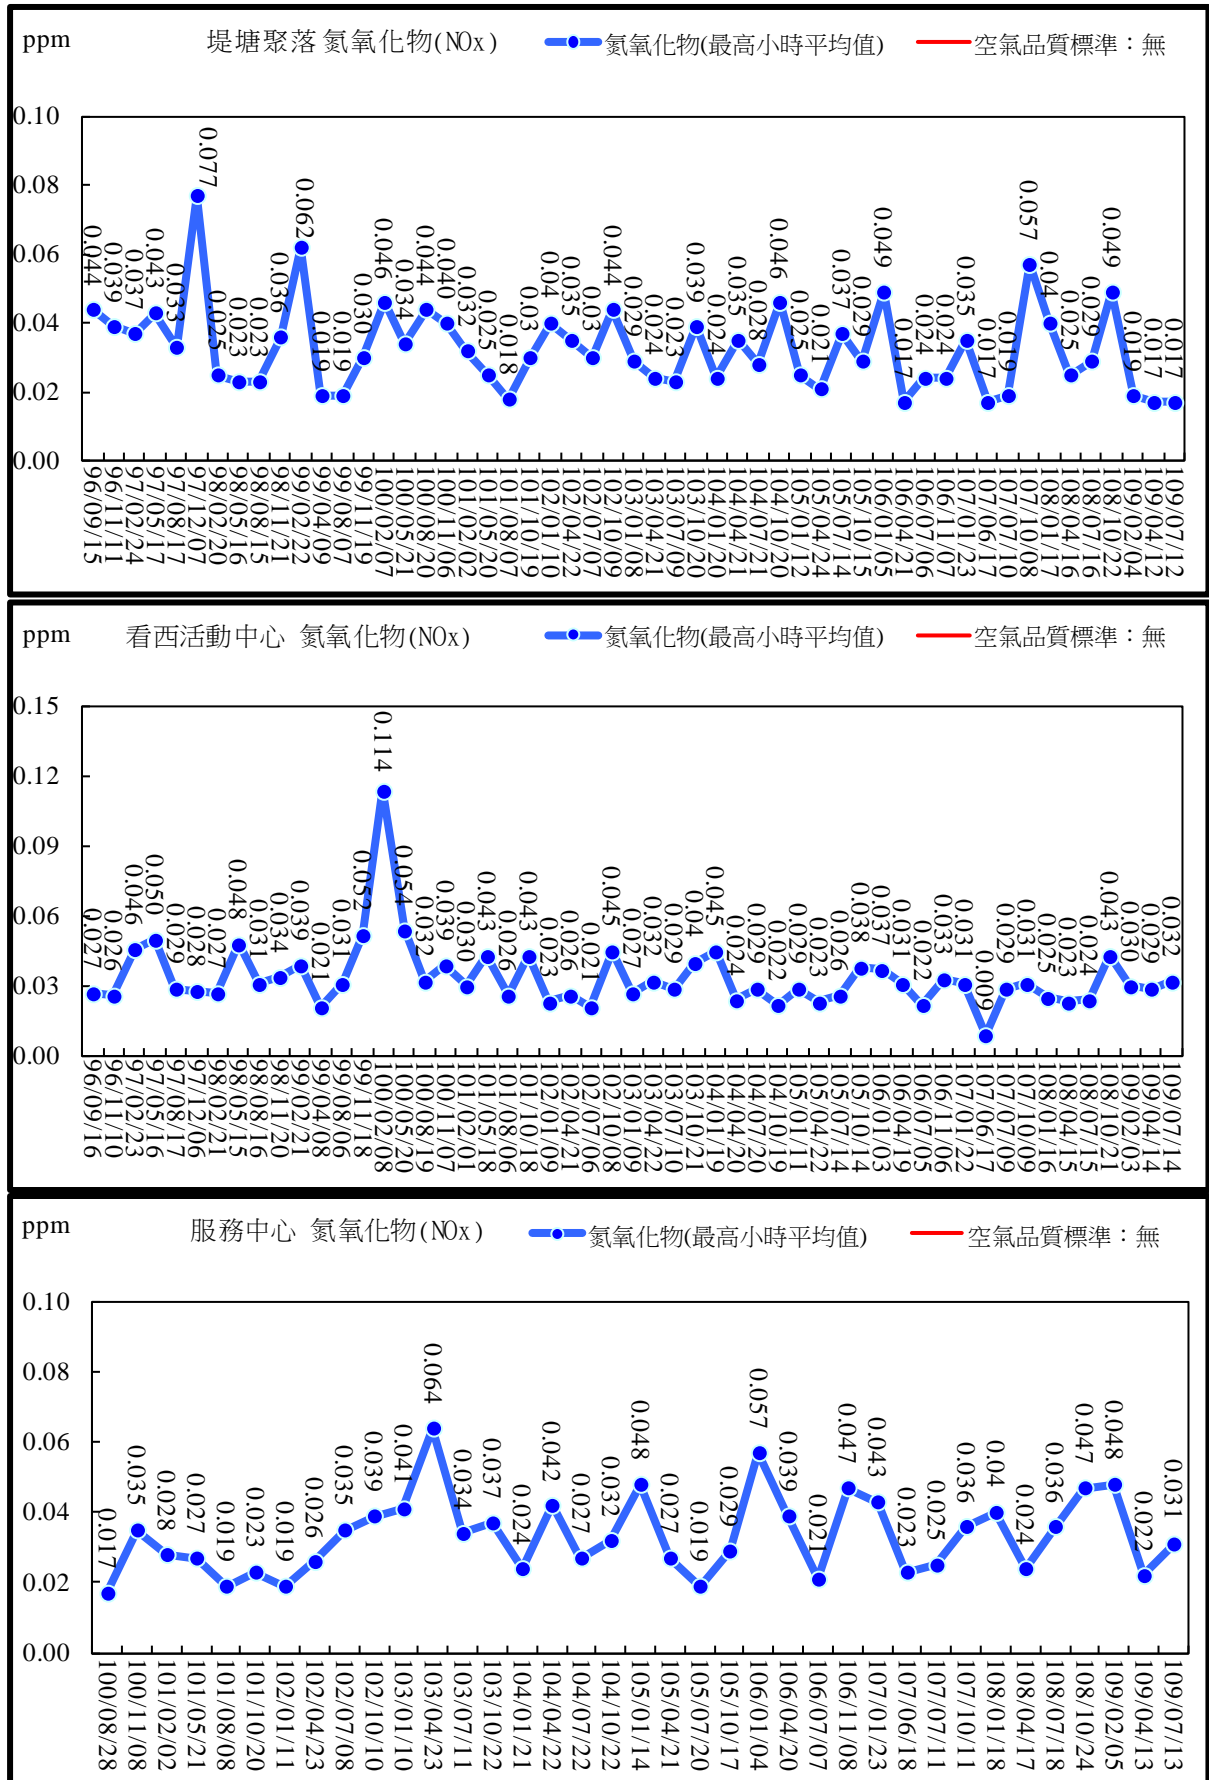 ppm 堤塘聚落 氮氧化物(NOx) 氮氧化物(最高小時平均值) 空氣品質標準：無
0.10
0.08
0.06
0.04
0.02
0.00
0.044 0.039 0.037 0.043 0.033 0.077 0.025 0.023 0.023 0.036 0.062 0.019 0.019 0.030 0.046 0.034 0.044 0.040 0.032 0.025 0.018 0.03 0.04 0.035 0.03 0.044 0.029 0.024 0.023 0.039 0.024 0.035 0.028 0.046 0.025 0.021 0.037 0.029 0.049 0.017 0.024 0.024 0.035 0.017 0.019 0.057 0.04 0.025 0.029 0.049 0.019 0.017 0.017
96/09/15 96/11/11 97/02/24 97/05/17 97/08/17 97/12/07 98/02/20 98/05/16 98/08/15 98/11/21 99/02/22 99/04/09 99/08/07 99/11/19 100/02/07 100/05/21 100/08/20 100/11/06 101/02/02 101/05/20 101/08/07 101/10/19 102/01/10 102/04/22 102/07/07 102/10/09 103/01/08 103/04/21 103/07/09 103/10/20 104/01/20 104/04/21 104/07/21 104/10/20 105/01/12 105/04/24 105/07/15 105/10/15 106/01/05 106/04/21 106/07/06 106/11/07 107/01/23 107/06/17 107/07/10 107/10/08 108/01/17 108/04/16 108/07/16 108/10/22 109/02/04 109/04/12 109/07/12
ppm 看西活動中心 氮氧化物(NOx) 氮氧化物(最高小時平均值) 空氣品質標準：無
0.15
0.12
0.09
0.06
0.03
0.00
0.027 0.026 0.046 0.050 0.029 0.028 0.027 0.048 0.031 0.034 0.039 0.021 0.031 0.052 0.114 0.054 0.032 0.039 0.030 0.043 0.026 0.043 0.023 0.026 0.021 0.045 0.027 0.032 0.029 0.04 0.045 0.024 0.029 0.022 0.029 0.023 0.026 0.038 0.037 0.031 0.022 0.033 0.031 0.009 0.029 0.031 0.025 0.023 0.024 0.043 0.030 0.029 0.032
96/09/16 96/11/10 97/02/23 97/05/16 97/08/17 97/12/06 98/02/21 98/05/15 98/08/16 98/11/20 99/02/21 99/04/08 99/08/06 99/11/18 100/02/08 100/05/20 100/08/19 100/11/07 101/02/01 101/05/18 101/08/06 101/10/18 102/01/09 102/04/21 102/07/06 102/10/08 103/01/09 103/04/22 103/07/10 103/10/21 104/01/19 104/04/20 104/07/20 104/10/19 105/01/11 105/04/22 105/07/14 105/10/14 106/01/03 106/04/19 106/07/05 106/11/06 107/01/22 107/06/17 107/07/09 107/10/09 108/01/16 108/04/15 108/07/15 108/10/21 109/02/03 109/04/14 109/07/14
ppm 服務中心 氮氧化物(NOx) 氮氧化物(最高小時平均值) 空氣品質標準：無
0.10
0.08
0.06
0.04
0.02
0.00
0.017 0.035 0.028 0.027 0.019 0.023 0.019 0.026 0.035 0.039 0.041 0.064 0.034 0.037 0.024 0.042 0.027 0.032 0.048 0.027 0.019 0.029 0.057 0.039 0.021 0.047 0.043 0.023 0.025 0.036 0.04 0.024 0.036 0.047 0.048 0.022 0.031
100/08/28 100/11/08 101/02/02 101/05/21 101/08/08 101/10/20 102/01/11 102/04/23 102/07/08 102/10/10 103/01/10 103/04/23 103/07/11 103/10/22 104/01/21 104/04/22 104/07/22 104/10/22 105/01/14 105/04/21 105/07/20 105/10/17 106/01/04 106/04/20 106/07/07 106/11/08 107/01/23 107/06/18 107/07/11 107/10/11 108/01/18 108/04/17 108/07/18 108/10/24 109/02/05 109/04/13 109/07/13